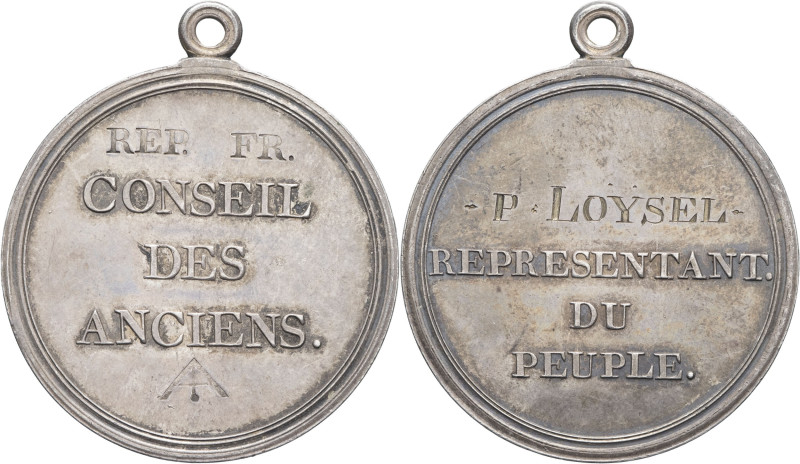 REP. FR.
CONSEIL
DES
ANCIENS.
P. LOYSEL
REPRESENTANT.
DU
PEUPLE.